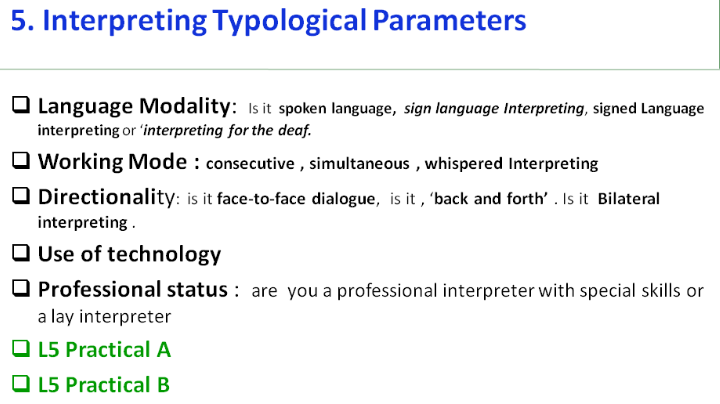 5. Interpreting Typological Parameters
❑ Language Modality: Is it spoken language, sign language Interpreting, signed Language
interpreting or ‘interpreting for the deaf.
❑ Working Mode : consecutive , simultaneous , whispered Interpreting
❑ Directionality: is it face-to-face dialogue, is it , ‘back and forth’ . Is it Bilateral
interpreting .
❑ Use of technology
❑ Professional status : are you a professional interpreter with special skills or
a lay interpreter
❑ L5 Practical A
❑ L5 Practical B